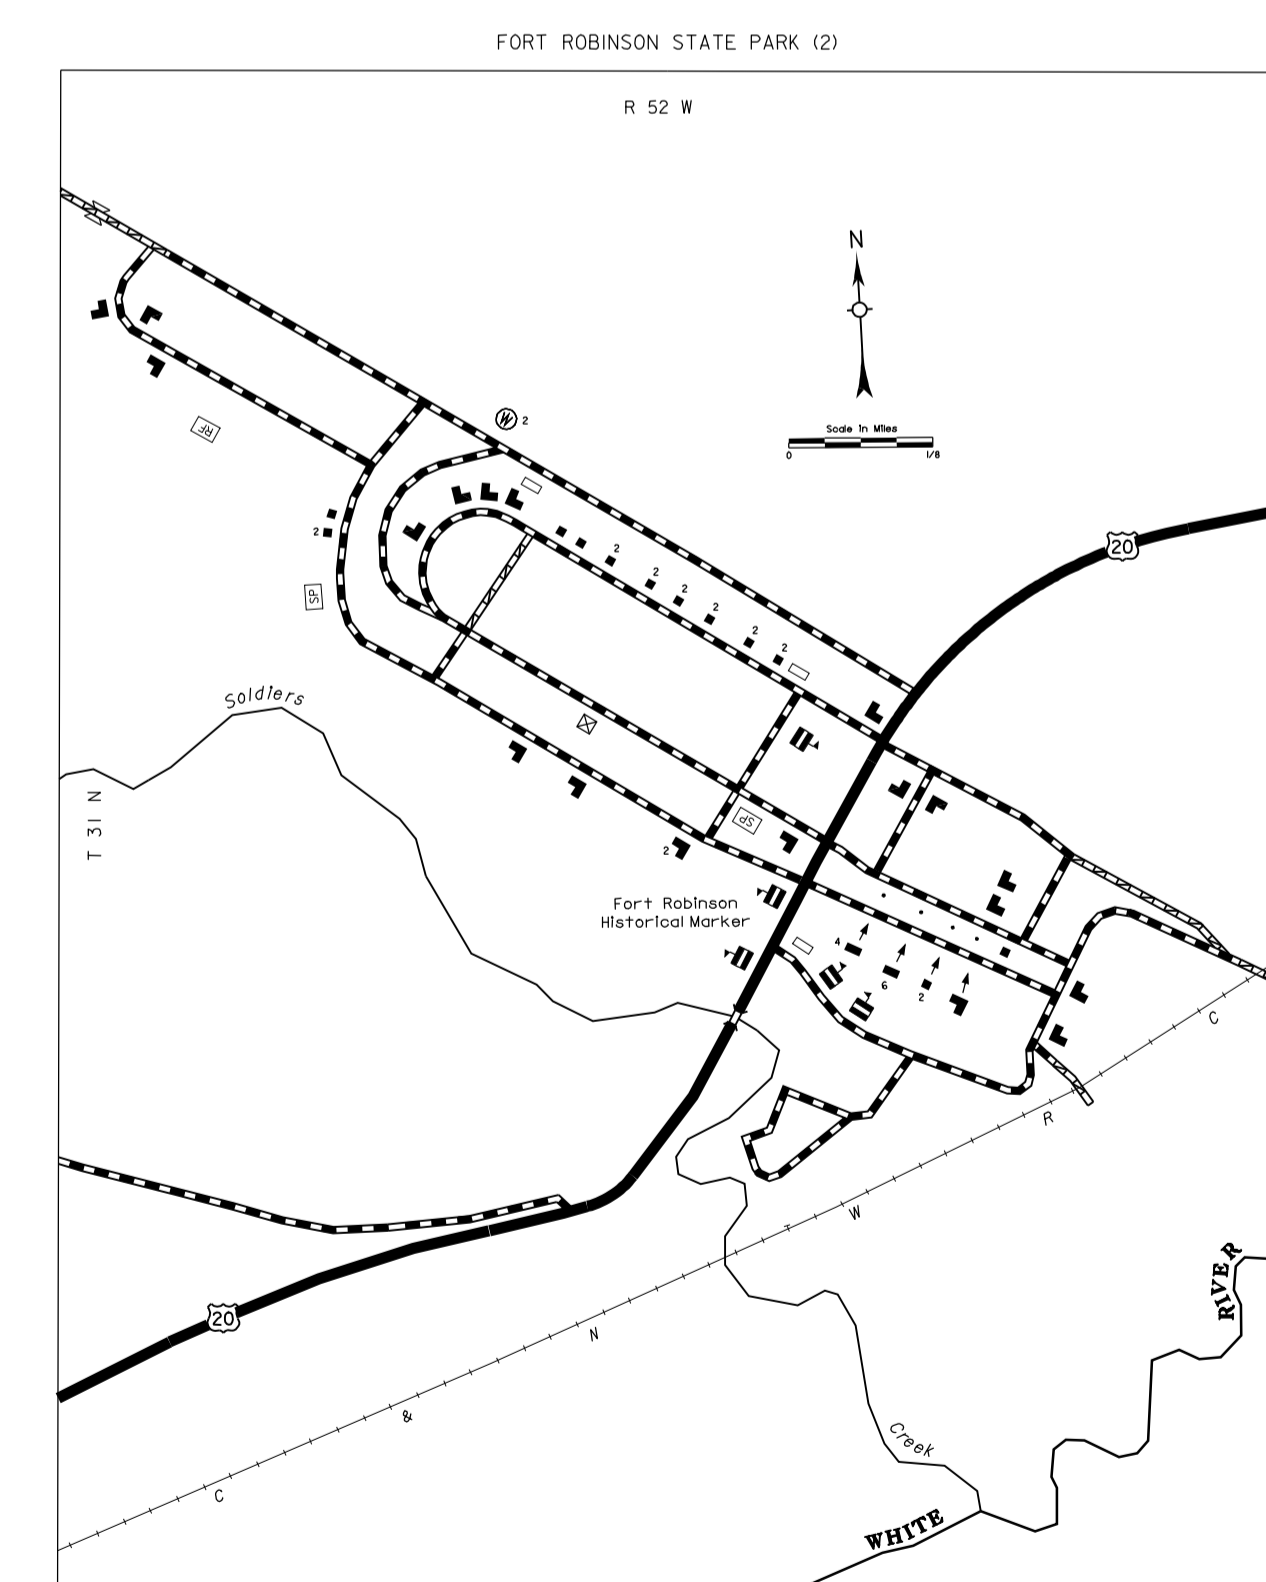 FORT ROBINSON STATE PARK (2)
R 52 W
N
Scale in Miles
0 1/8
RF
W 2
20
2
SP
2
2
2
2
2
2
Soldiers
T 31 N
SP
2
Fort Robinson
Historical Marker
4
6
2
C
R
W
T
N
&
C
20
RIVER
Creek
WHITE